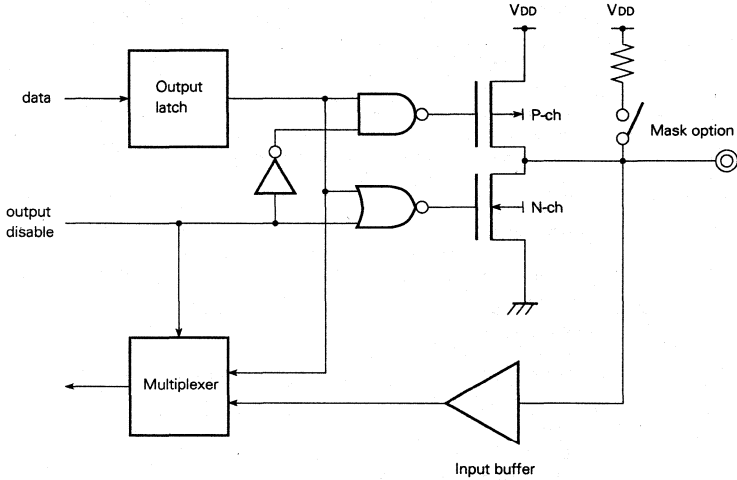 VDD
VDD
data
Output
latch
P-ch
Mask option
output
disable
N-ch
Multiplexer
Input buffer